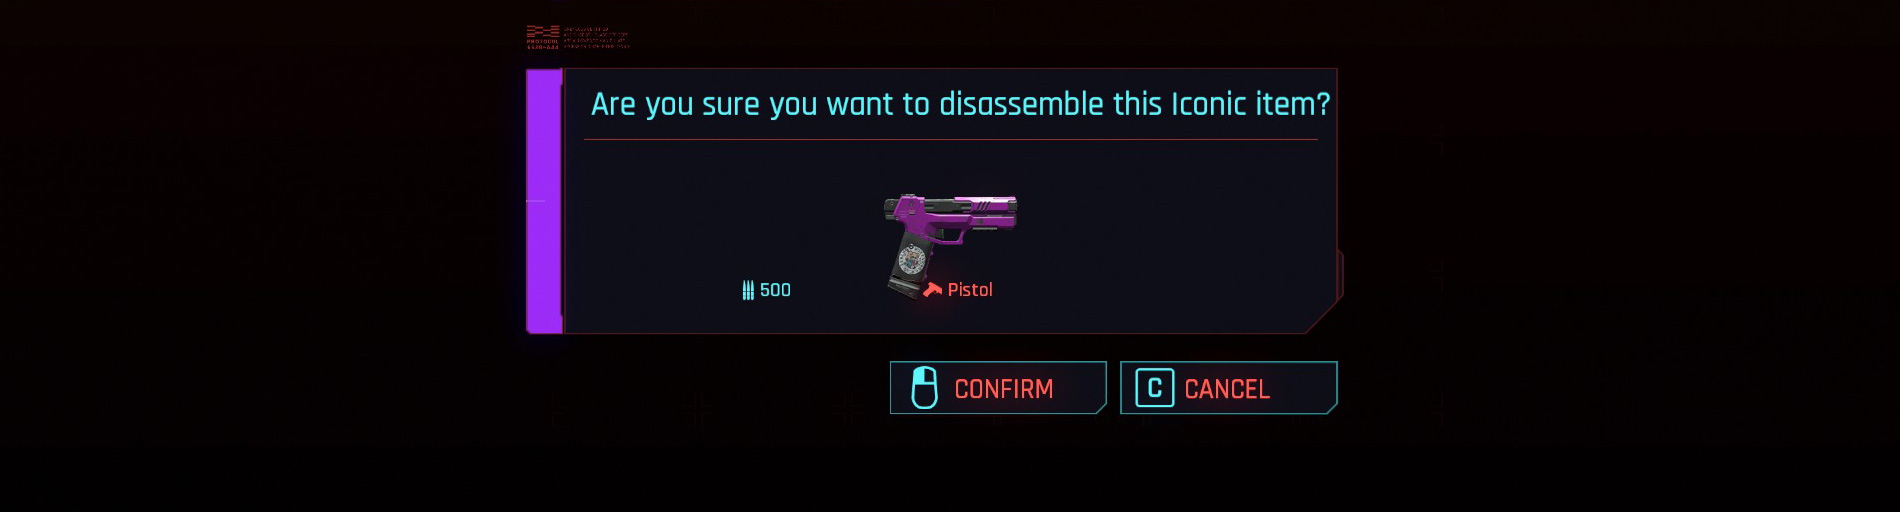 Are you sure you want to disassemble this Iconic item?
500
Pistol
CONFIRM
C CANCEL